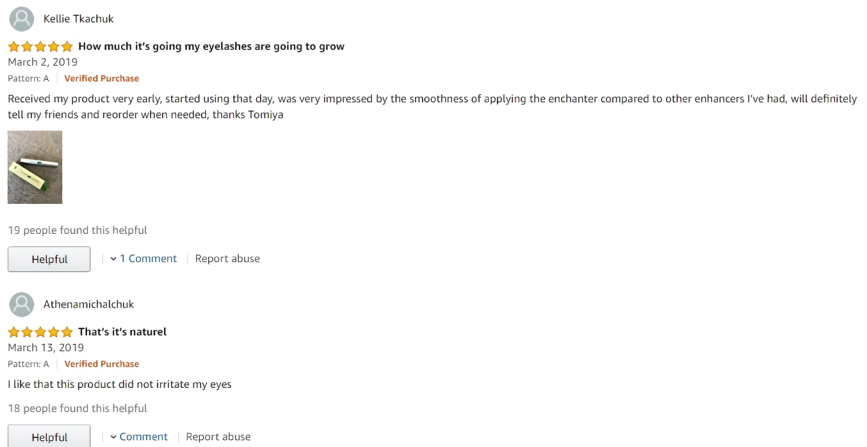 Kellie Tkachuk
How much it's going my eyelashes are going to grow
March 2, 2019
Pattern: A Verified Purchase
Received my product very early, started using that day, was very impressed by the smoothness of applying the enchanter compared to other enhancers I've had, will definitely
tell my friends and reorder when needed, thanks Tomiya
19 people found this helpful
Helpful 1 Comment Report abuse
Athenamichalchuk
That's it's naturel
March 13, 2019
Pattern: A Verified Purchase
I like that this product did not irritate my eyes
18 people found this helpful
Helpful Comment Report abuse